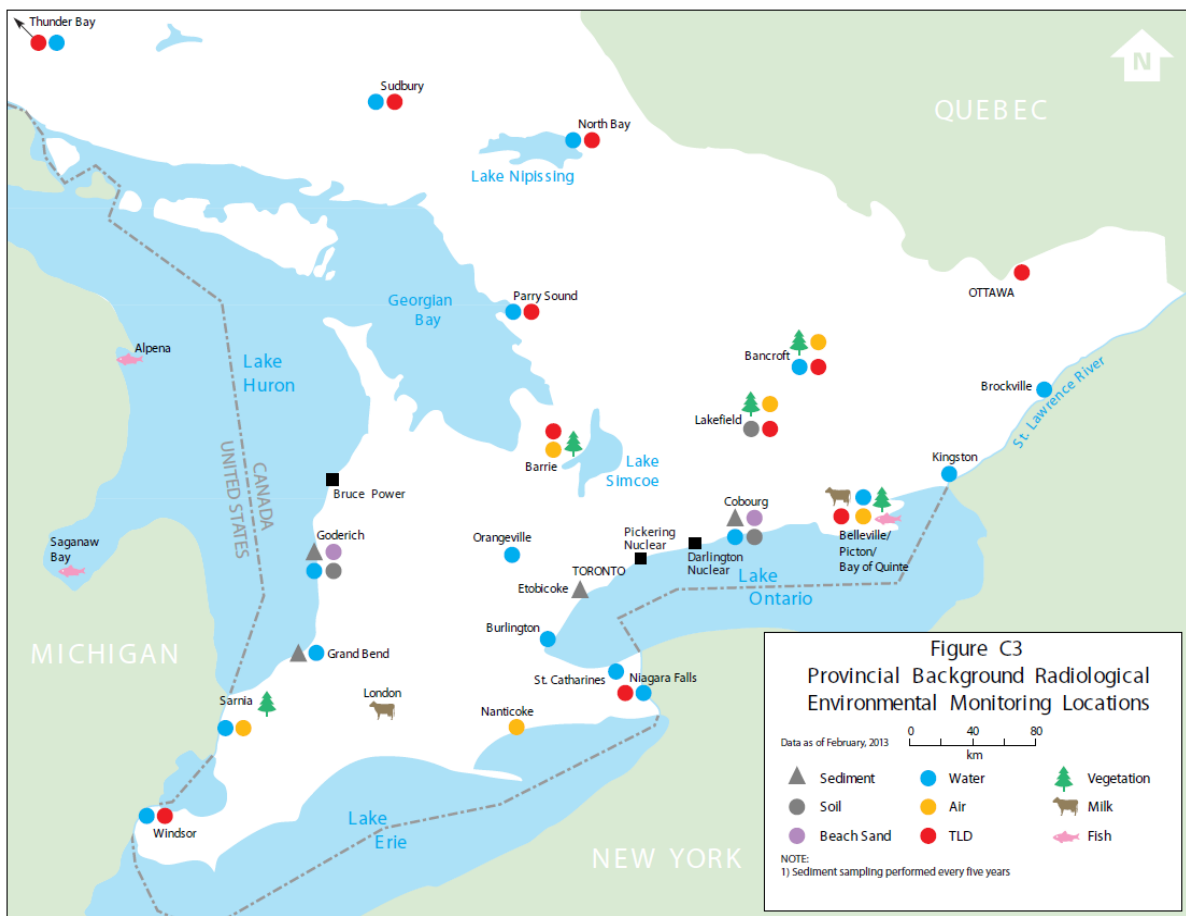 Thunder Bay
N
Sudbury
QUEBEC
North Bay
Lake Nipissing
OTTAWA
Georgian
Bay
Parry Sound
Alpena
Lake
Huron
Bancroft
Brockville
St. Lawrence River
Lakefield
CANADA
UNITED STATES
Barrie
Lake
Simcoe
Kingston
Bruce Power
Cobourg
Goderich
Orangeville
Pickering
Nuclear
Darlington
Nuclear
Belleville/
Picton/
Bay of Quinte
Saganaw
Bay
TORONTO
Etobicoke
Lake
Ontario
Burlington
MICHIGAN
Grand Bend
St. Catharines
Niagara Falls
London
Sarnia
Nanticoke
Windsor
Lake
Erie
NEW YORK
Figure C3
Provincial Background Radiological
Environmental Monitoring Locations
Data as of February, 2013
0 40 80
km
Sediment Water Vegetation
Soil Air Milk
Beach Sand TLD Fish
NOTE:
1) Sediment sampling performed every five years